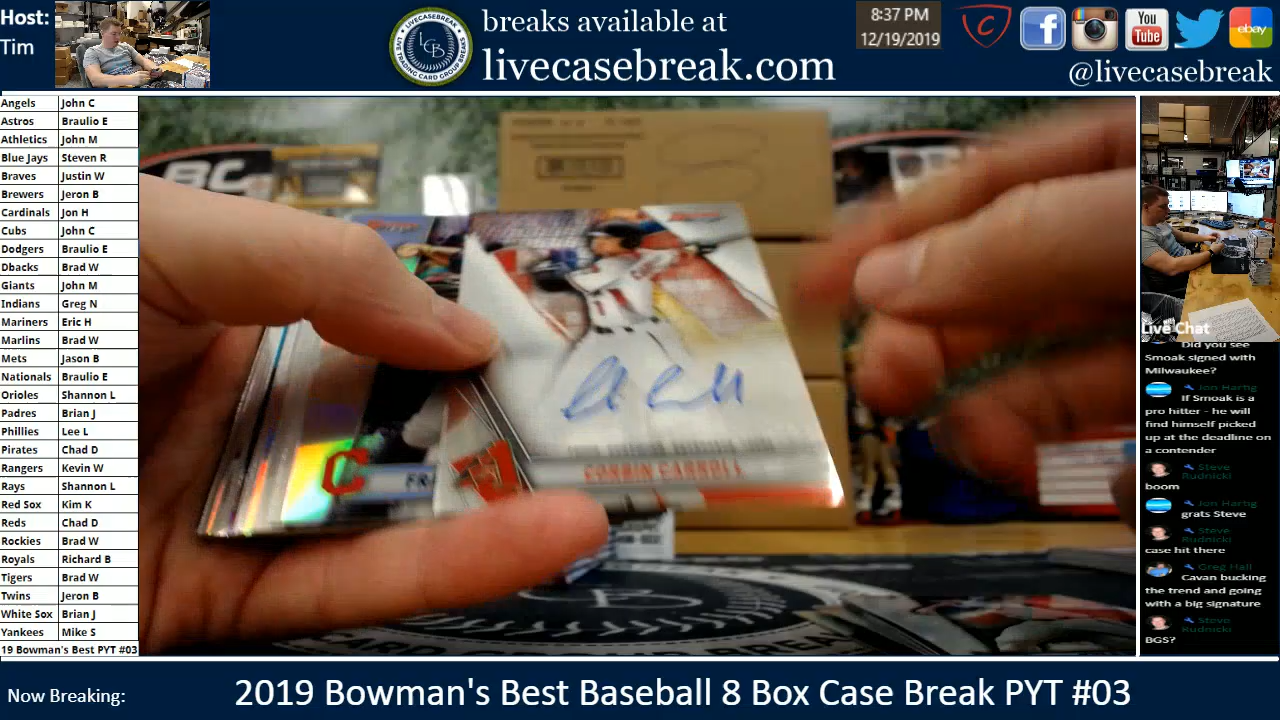 Host:
Tim
breaks available at
livecasebreak.com
8:37 PM
12/19/2019
You
Tube
ebay
@livecasebreak
Angels John C
Astros Braulio E
Athletics John M
Blue Jays Steven R
Braves Justin W
Brewers Jeron B
Cardinals Jon H
Cubs John C
Dodgers Braulio E
Dbacks Brad W
Giants John M
Indians Greg N
Mariners Eric H
Marlins Brad W
Mets Jason B
Nationals Braulio E
Orioles Shannon L
Padres Brian J
Phillies Lee L
Pirates Chad D
Rangers Kevin W
Rays Shannon L
Red Sox Kim K
Reds Chad D
Rockies Brad W
Royals Richard B
Tigers Brad W
Twins Jeron B
White Sox Brian J
Yankees Mike S
19 Bowman's Best PYT #03
CORBIN CARROLL
FR
Live Chat
Did you see
Smoak signed with
Milwaukee?
Jon Hartig
If Smoak is a
pro hitter - he will
find himself picked
up at the deadline on
a contender
Steve
Rudnicki
boom
Jon Hartig
grats Steve
Steve
Rudnicki
case hit there
Greg Hall
Cavan bucking
the trend and going
with a big signature
Steve
Rudnicki
BGS?
Now Breaking:
2019 Bowman's Best Baseball 8 Box Case Break PYT #03